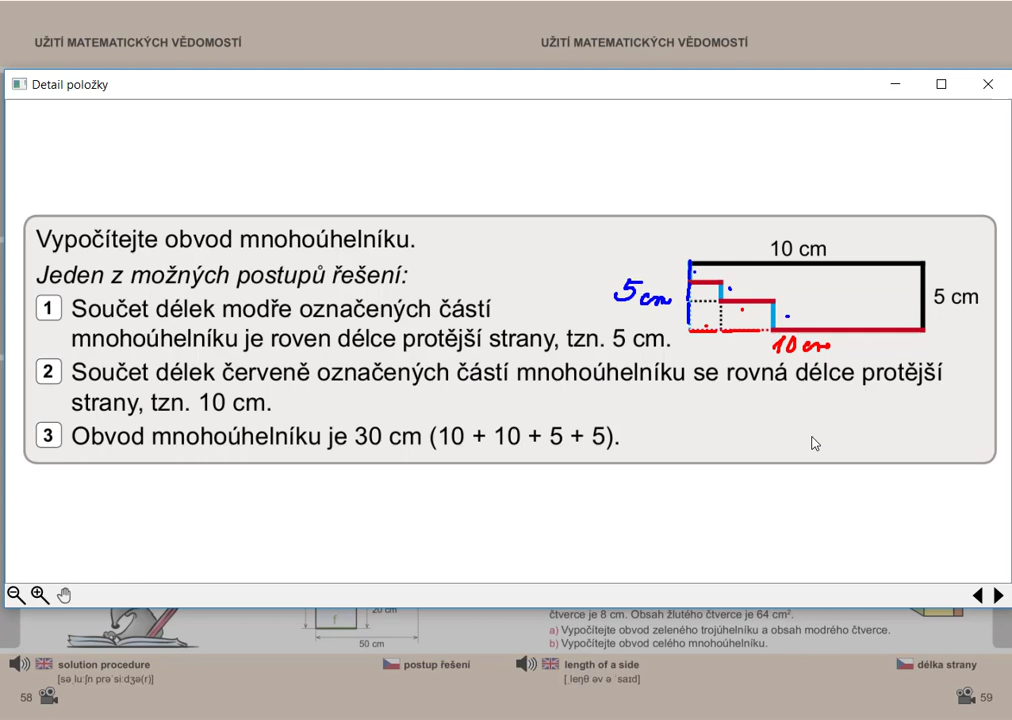 UŽITÍ MATEMATICKÝCH VĚDOMOSTÍ
UŽITÍ MATEMATICKÝCH VĚDOMOSTÍ
Detail položky
Vypočítejte obvod mnohoúhelníku.
Jeden z možných postupů řešení:
1 Součet délek modře označených částí
mnohoúhelníku je roven délce protější strany, tzn. 5 cm.
2 Součet délek červeně označených částí mnohoúhelníku se rovná délce protější
strany, tzn. 10 cm.
3 Obvod mnohoúhelníku je 30 cm (10 + 10 + 5 + 5).
10 cm
5 cm
5 cm
10 cm
20 cm
f
50 cm
čtverce je 8 cm. Obsah žlutého čtverce je 64 cm².
a) Vypočítejte obvod zeleného trojúhelníku a obsah modrého čtverce.
b) Vypočítejte obvod celého mnohoúhelníku.
solution procedure
[səˌluːʃn prəˈsiːdʒə(r)]
postup řešení
length of a side
[ˌleŋθ əv ə ˈsaɪd]
délka strany
58
59